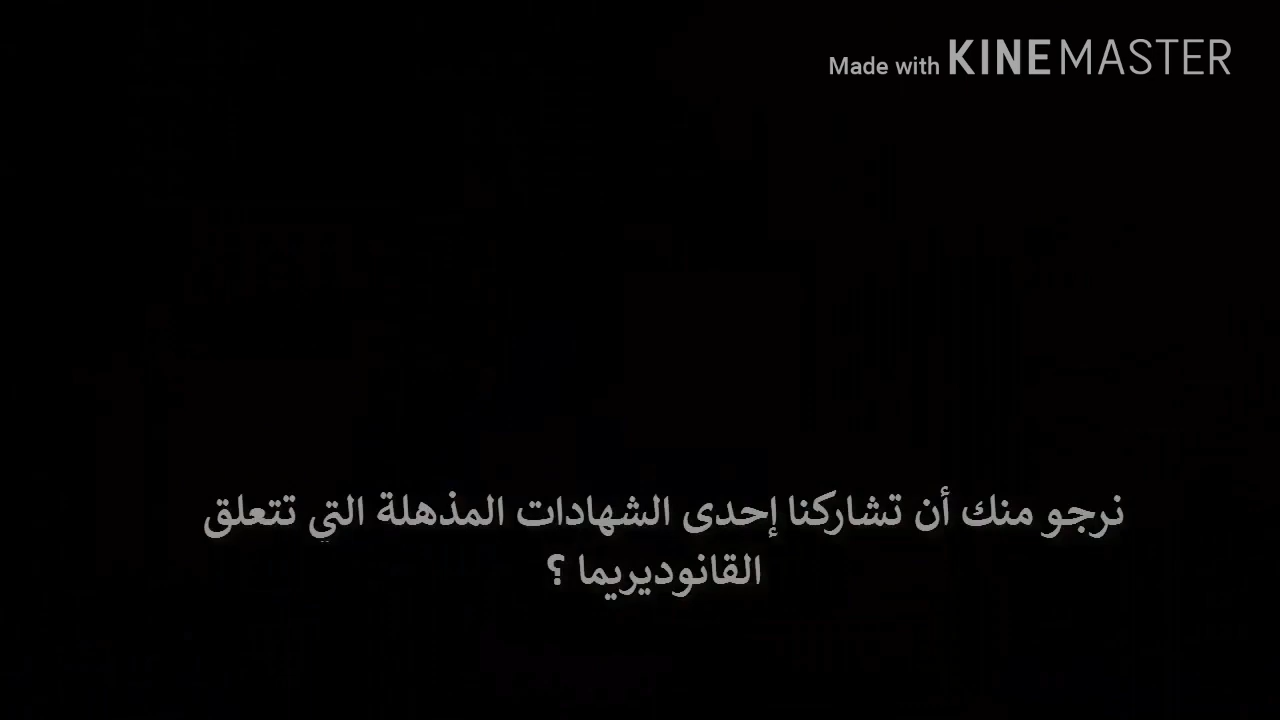 Made with KINEMASTER
نرجو منك أن تشاركنا إحدى الشهادات المذهلة التي تتعلق
القانوديريما ؟